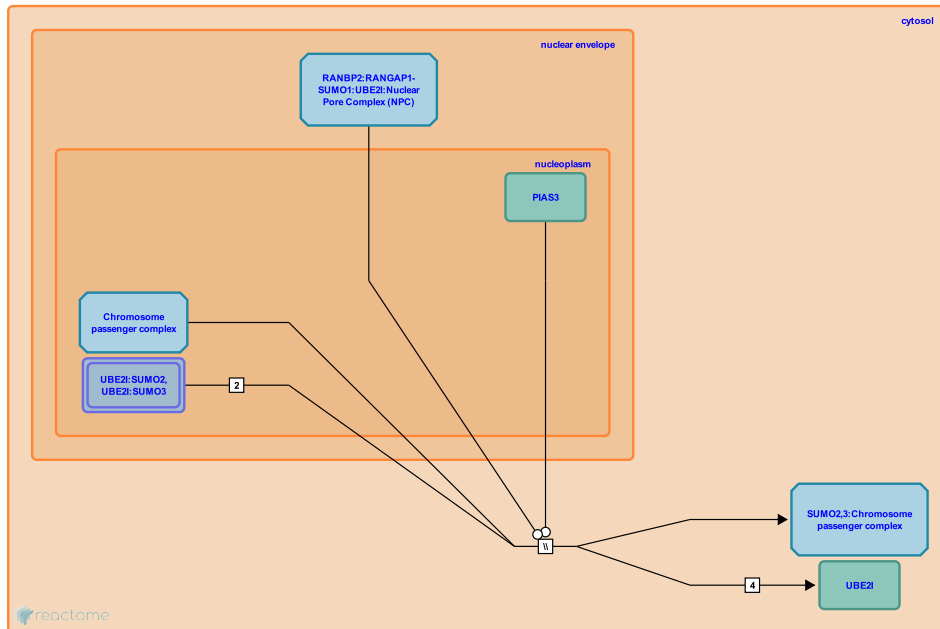 cytosol
nuclear envelope
RANBP2:RANGAP1-
SUMO1:UBE2I:Nuclear
Pore Complex (NPC)
nucleoplasm
PIAS3
Chromosome
passenger complex
UBE2I:SUMO2,
UBE2I:SUMO3
2
\\
SUMO2,3:Chromosome
passenger complex
4
UBE2I
reactome